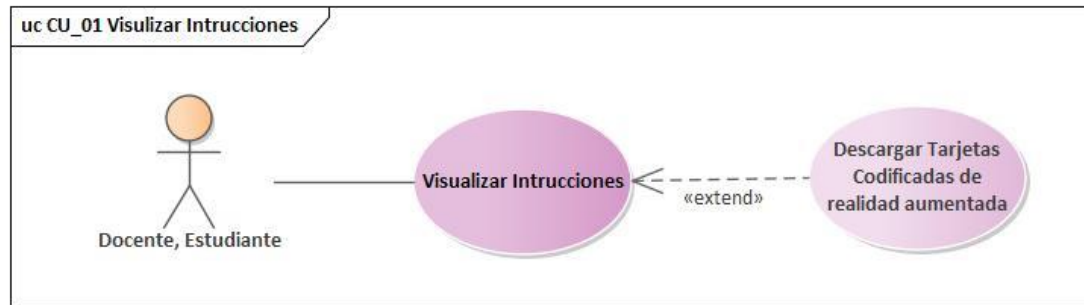 uc CU_01 Visulizar Intrucciones
Docente, Estudiante
Visualizar Intrucciones
«extend»
Descargar Tarjetas
Codificadas de
realidad aumentada